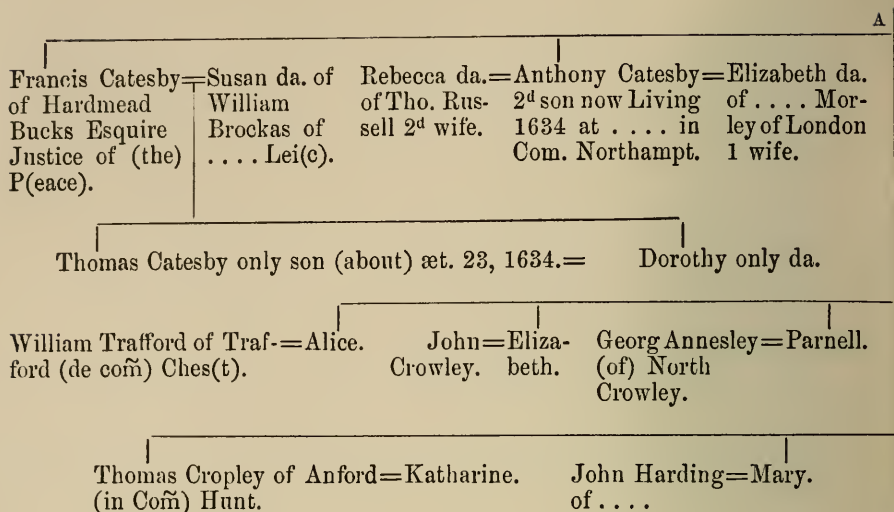 A
Francis Catesby=Susan da. of Rebecca da.=Anthony Catesby=Elizabeth da.
of Hardmead William of Tho. Rus- 2d son now Living of .... Mor-
Bucks Esquire Brockas of sell 2d wife. 1634 at .... in ley of London
Justice of (the) .... Lei(c). Com. Northampt. 1 wife.
P(eace).
Thomas Catesby only son (about) æt. 23, 1634.= Dorothy only da.
William Trafford of Traf-=Alice. John=Eliza- Georg Annesley=Parnell.
ford (de com̃) Ches(t). Crowley. beth. (of) North
Crowley.
Thomas Cropley of Anford=Katharine. John Harding=Mary.
(in Com̃) Hunt. of ....